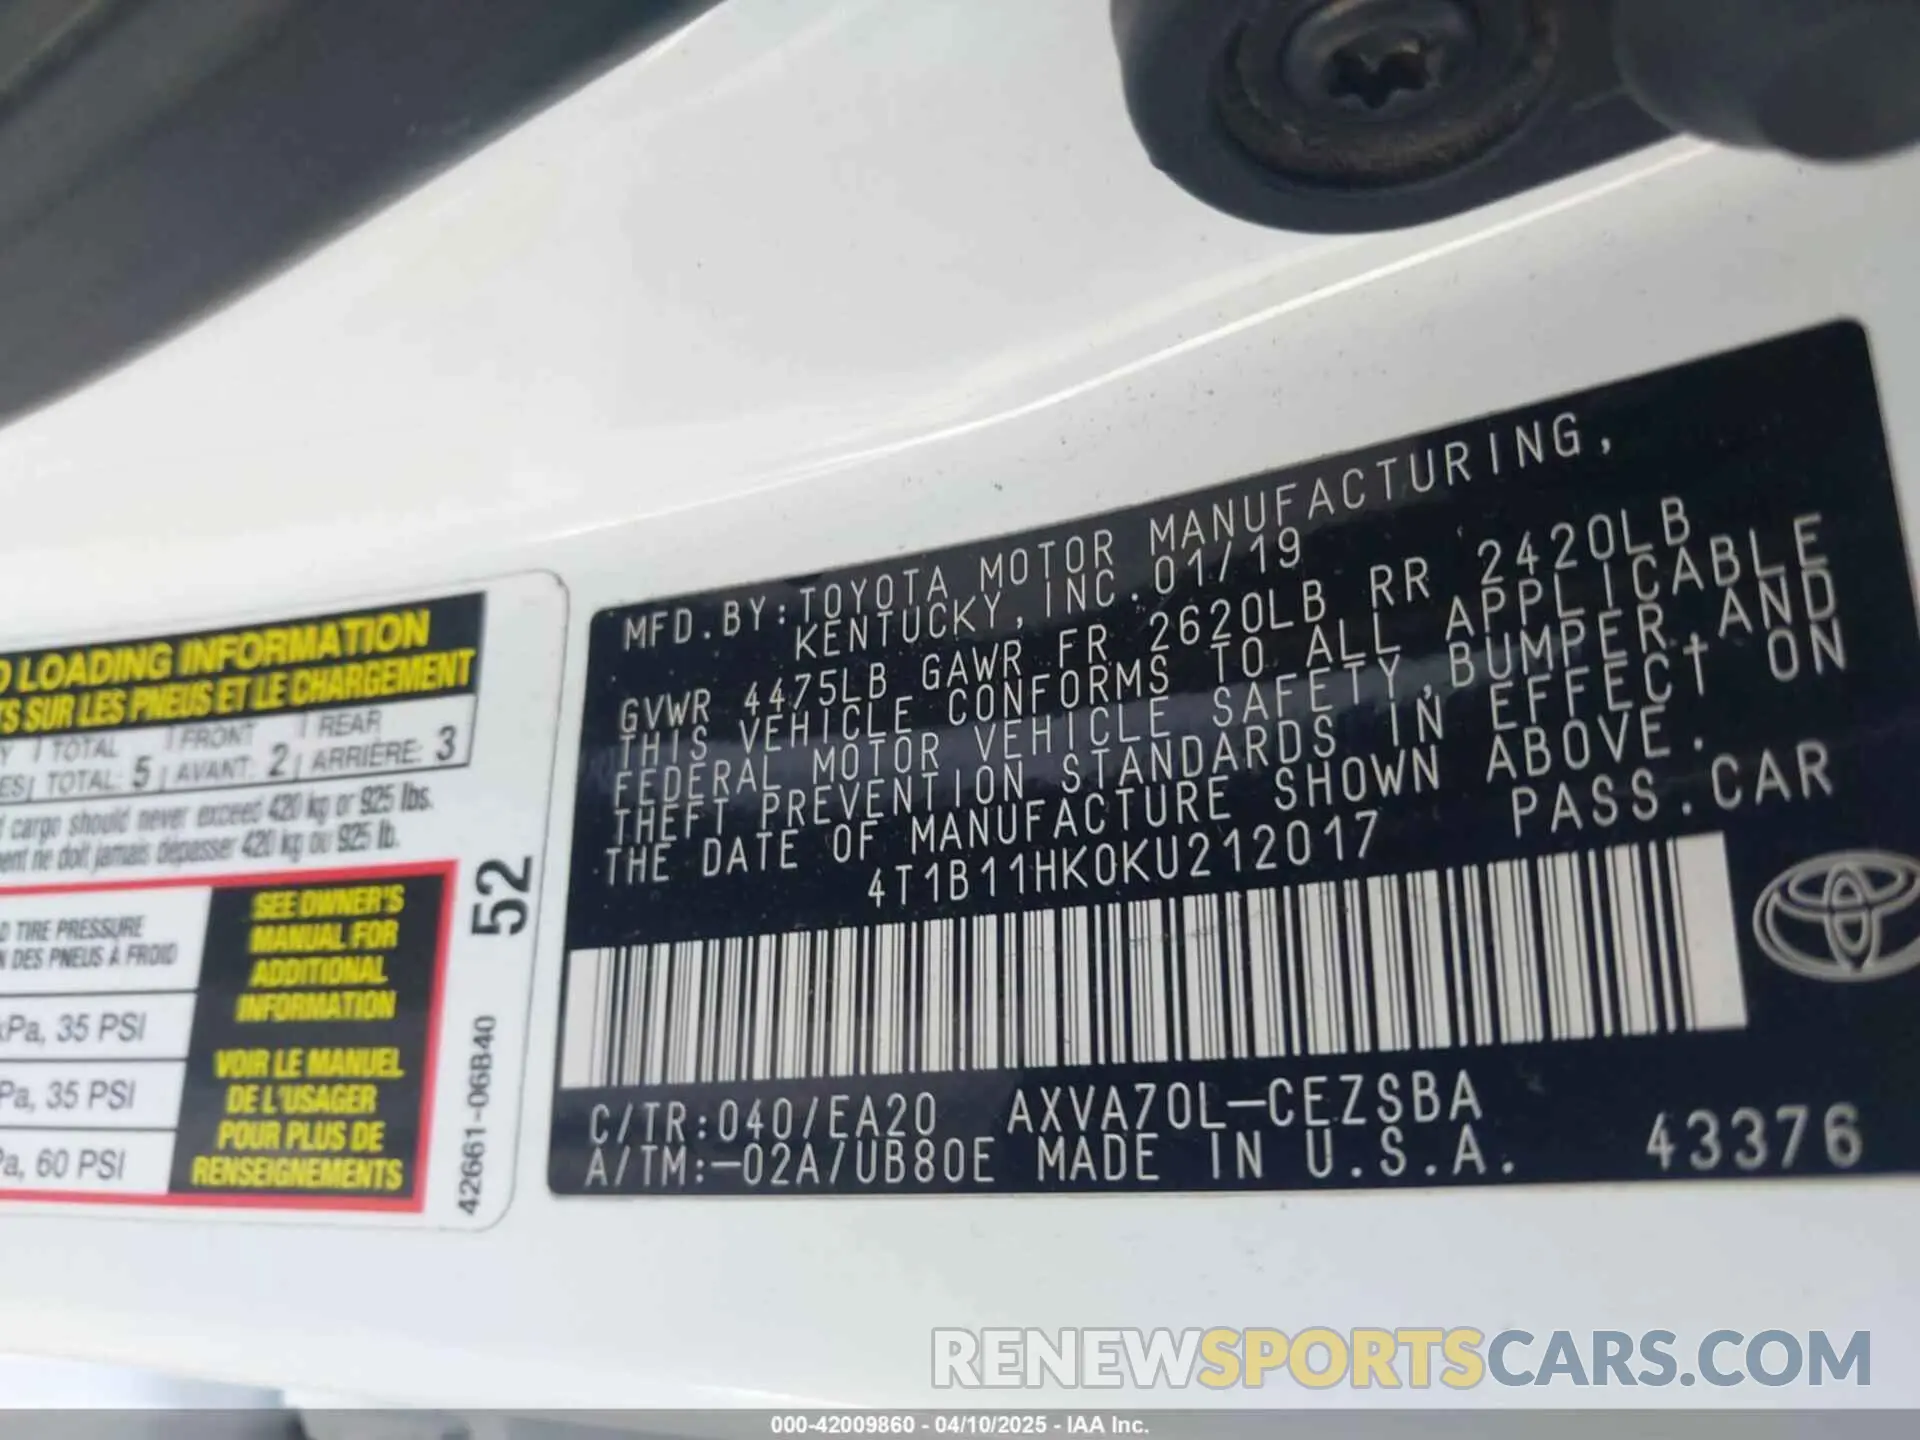 MFD.BY:TOYOTA MOTOR MANUFACTURING,
KENTUCKY, INC. 01/19
GVWR 4475LB GAWR FR 2620LB RR 2420LB
THIS VEHICLE CONFORMS TO ALL APPLICABLE
FEDERAL MOTOR VEHICLE SAFETY, BUMPER, AND
THEFT PREVENTION STANDARDS IN EFFECT ON
THE DATE OF MANUFACTURE SHOWN ABOVE.
4T1B11HK0KU212017 PASS.CAR
C/TR:040/EA20 AXVA70L-CEZSBA
A/TM:-02A/UB80E MADE IN U.S.A. 43376
LOADING INFORMATION
SUR LES PNEUS ET LE CHARGEMENT
TOTAL FRONT REAR
TOTAL: 5 AVANT: 2 ARRIÈRE: 3
cargo should never exceed 420 kg or 925 lbs.
ne doit jamais dépasser 420 kg ou 925 lb.
TIRE PRESSURE
DES PNEUS À FROID
kPa, 35 PSI
Pa, 35 PSI
Pa, 60 PSI
SEE OWNER'S
MANUAL FOR
ADDITIONAL
INFORMATION
VOIR LE MANUEL
DE L'USAGER
POUR PLUS DE
RENSEIGNEMENTS
52
42661-06B40
RENEWSPORTSCARS.COM
000-42009860 - 04/10/2025 - IAA Inc.